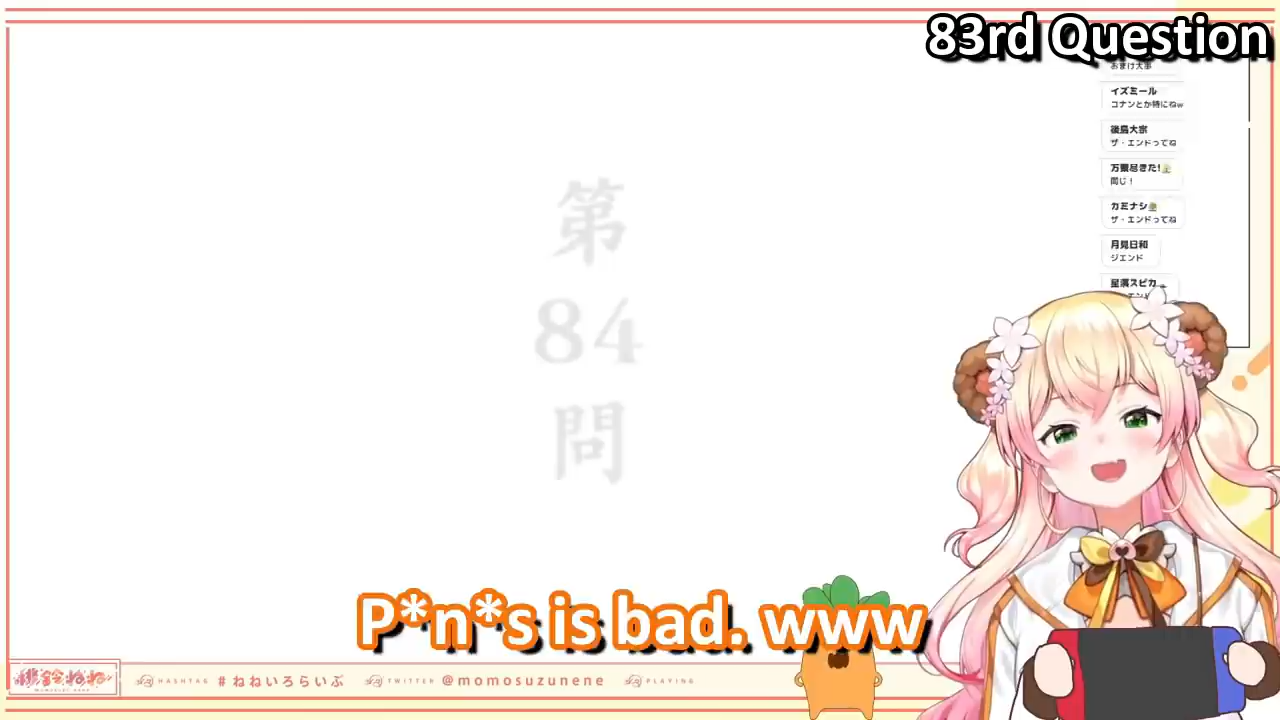 83rd Question
おまけ大事
イズミール
コナンとか特にねw
後島大宗
ザ・エンドってね
万策尽きた!
同じ！
カミナシ
ザ・エンドってね
月見日和
ジエンド
星濱スピカ
第
84
問
P*n*s is bad. www
桃鈴ねね
HASHTAG #ねねいろらいぶ TWITTER @momosuzunene PLAYING